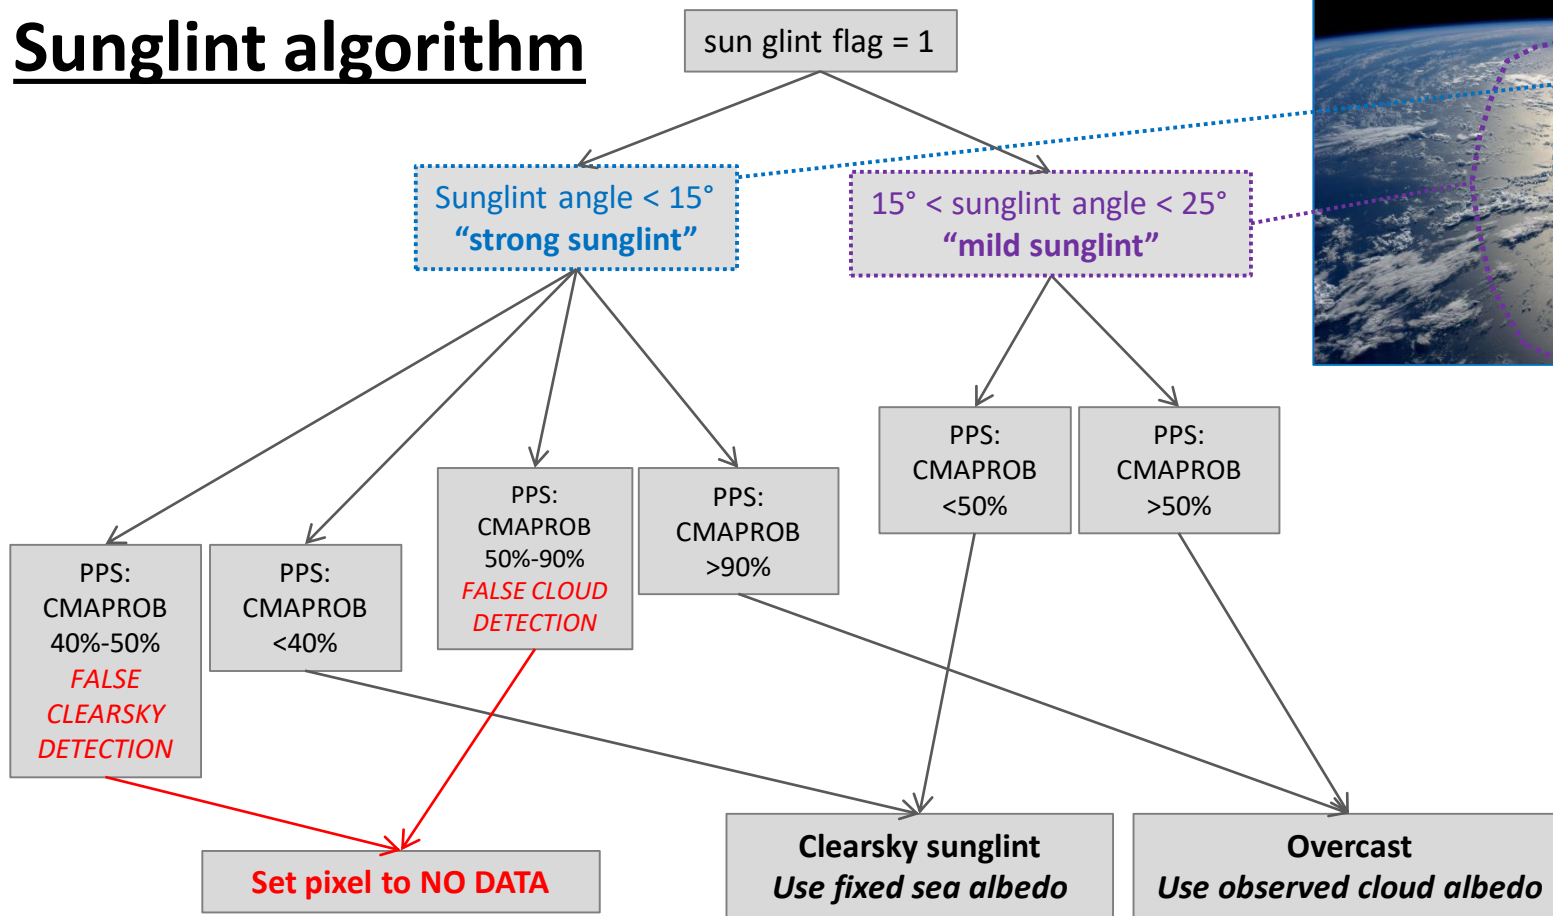 Sunglint algorithm
sun glint flag = 1
Sunglint angle < 15°
“strong sunglint”
15° < sunglint angle < 25°
“mild sunglint”
PPS:
CMAPROB
40%-50%
FALSE
CLEARSKY
DETECTION
PPS:
CMAPROB
<40%
PPS:
CMAPROB
50%-90%
FALSE CLOUD
DETECTION
PPS:
CMAPROB
>90%
PPS:
CMAPROB
<50%
PPS:
CMAPROB
>50%
Set pixel to NO DATA
Clearsky sunglint
Use fixed sea albedo
Overcast
Use observed cloud albedo